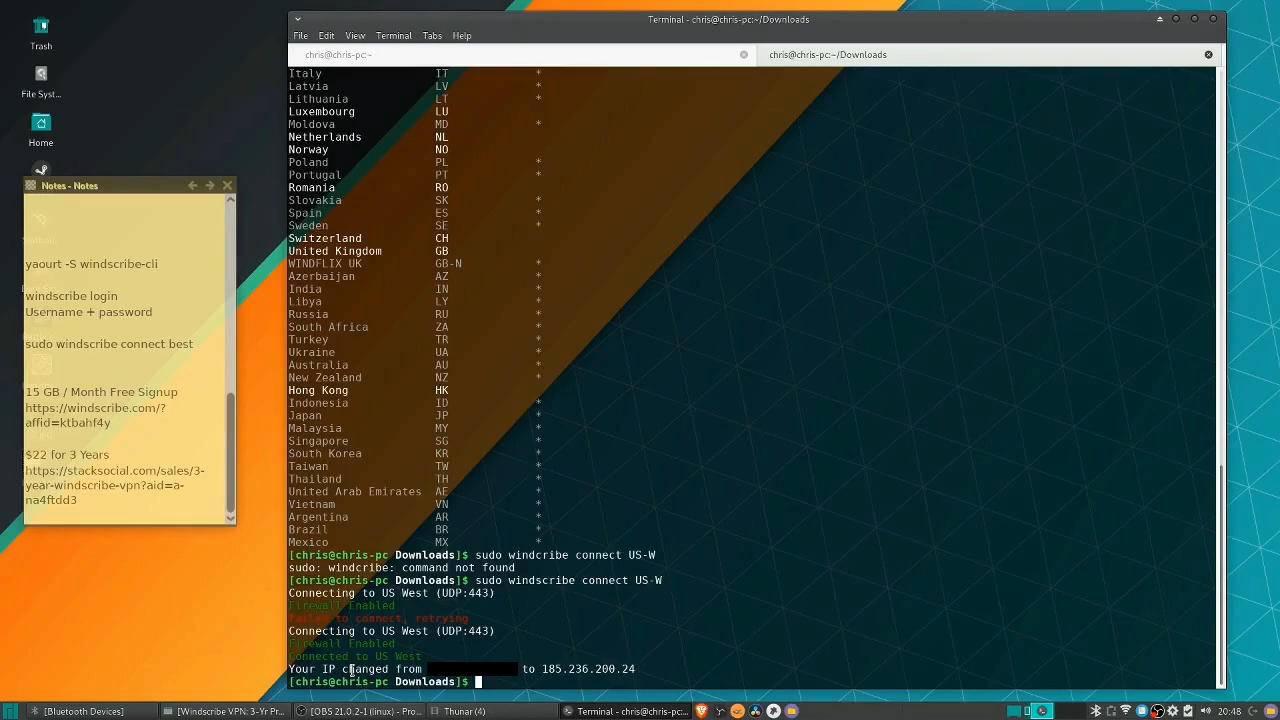 Terminal - chris@chris-pc:~/Downloads
File Edit View Terminal Tabs Help
chris@chris-pc:~
chris@chris-pc:~/Downloads
Trash
File Syst...
Home
Notes - Notes
yaourt -S windscribe-cli
windscribe login
Username + password
sudo windscribe connect best
15 GB / Month Free Signup
https://windscribe.com/?
affid=ktbahf4y
$22 for 3 Years
https://stacksocial.com/sales/3-
year-windscribe-vpn?aid=a-
na4ftdd3
Italy IT *
Latvia LV *
Lithuania LT *
Luxembourg LU
Moldova MD *
Netherlands NL
Norway NO
Poland PL *
Portugal PT *
Romania RO
Slovakia SK *
Spain ES *
Sweden SE *
Switzerland CH
United Kingdom GB
WINDFLIX UK GB-N *
Azerbaijan AZ *
India IN *
Libya LY *
Russia RU *
South Africa ZA *
Turkey TR *
Ukraine UA *
Australia AU *
New Zealand NZ *
Hong Kong HK
Indonesia ID *
Japan JP *
Malaysia MY *
Singapore SG *
South Korea KR *
Taiwan TW *
Thailand TH *
United Arab Emirates AE *
Vietnam VN *
Argentina AR *
Brazil BR *
Mexico MX *
[chris@chris-pc Downloads]$ sudo windcribe connect US-W
sudo: windcribe: command not found
[chris@chris-pc Downloads]$ sudo windscribe connect US-W
Connecting to US West (UDP:443)
Firewall Enabled
Failed to connect, retrying
Connecting to US West (UDP:443)
Firewall Enabled
Connected to US West
Your IP changed from to 185.236.200.24
[chris@chris-pc Downloads]$
[Bluetooth Devices]
[Windscribe VPN: 3-Yr Pro...
[OBS 21.0.2-1 (linux) - Pro...
Thunar (4)
Terminal - chris@chris-pc:...
20:48